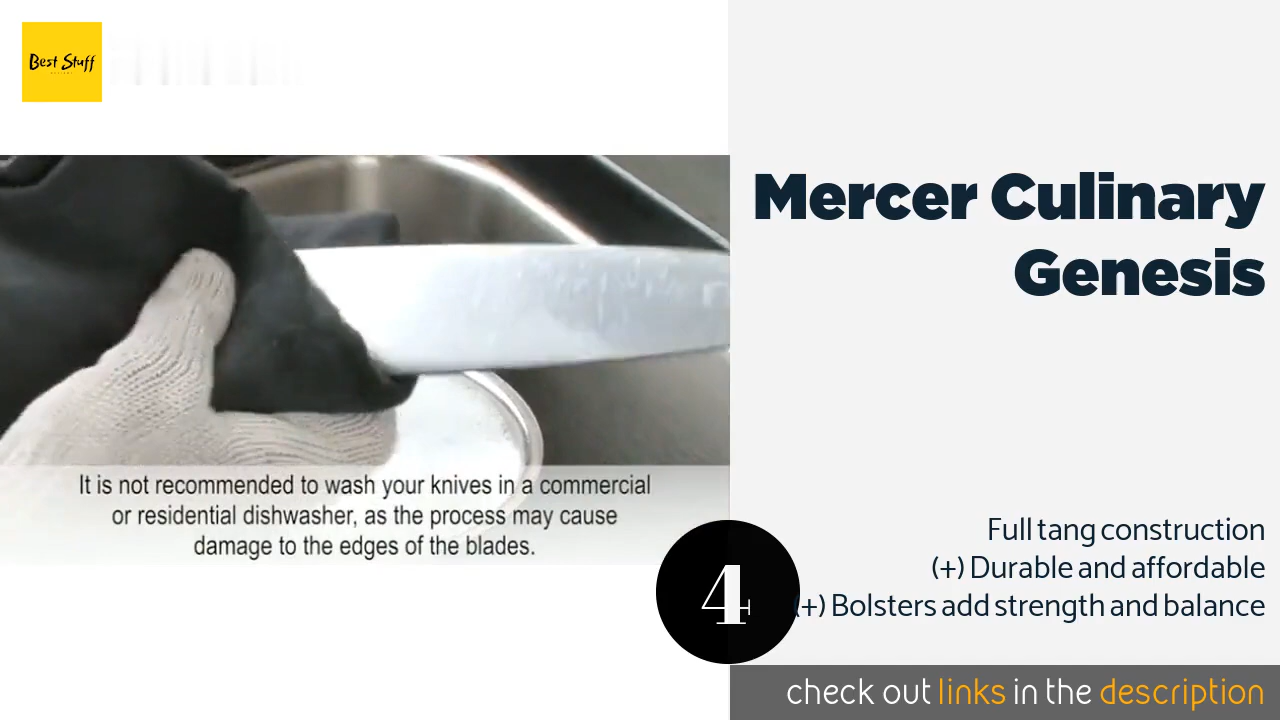 Best Stuff
Mercer Culinary
Genesis
It is not recommended to wash your knives in a commercial
or residential dishwasher, as the process may cause
damage to the edges of the blades.
4
Full tang construction
(+) Durable and affordable
(+) Bolsters add strength and balance
check out links in the description